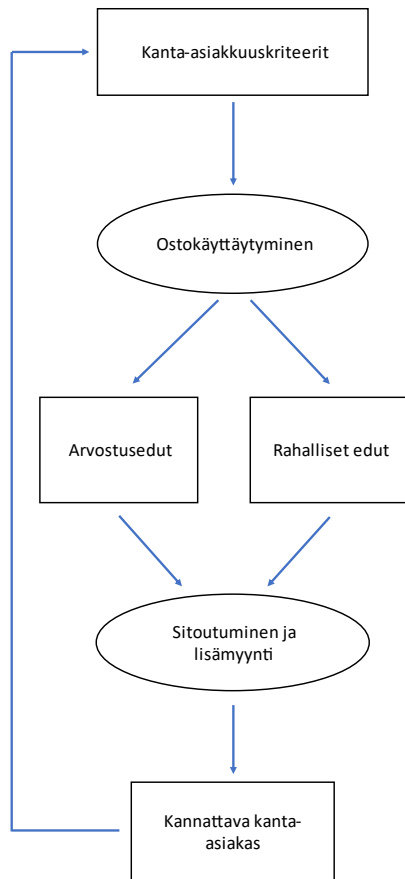 Kanta-asiakkuuskriteerit
Ostokäyttäytyminen
Arvostusedut
Rahalliset edut
Sitoutuminen ja
lisämyynti
Kannattava kanta-
asiakas